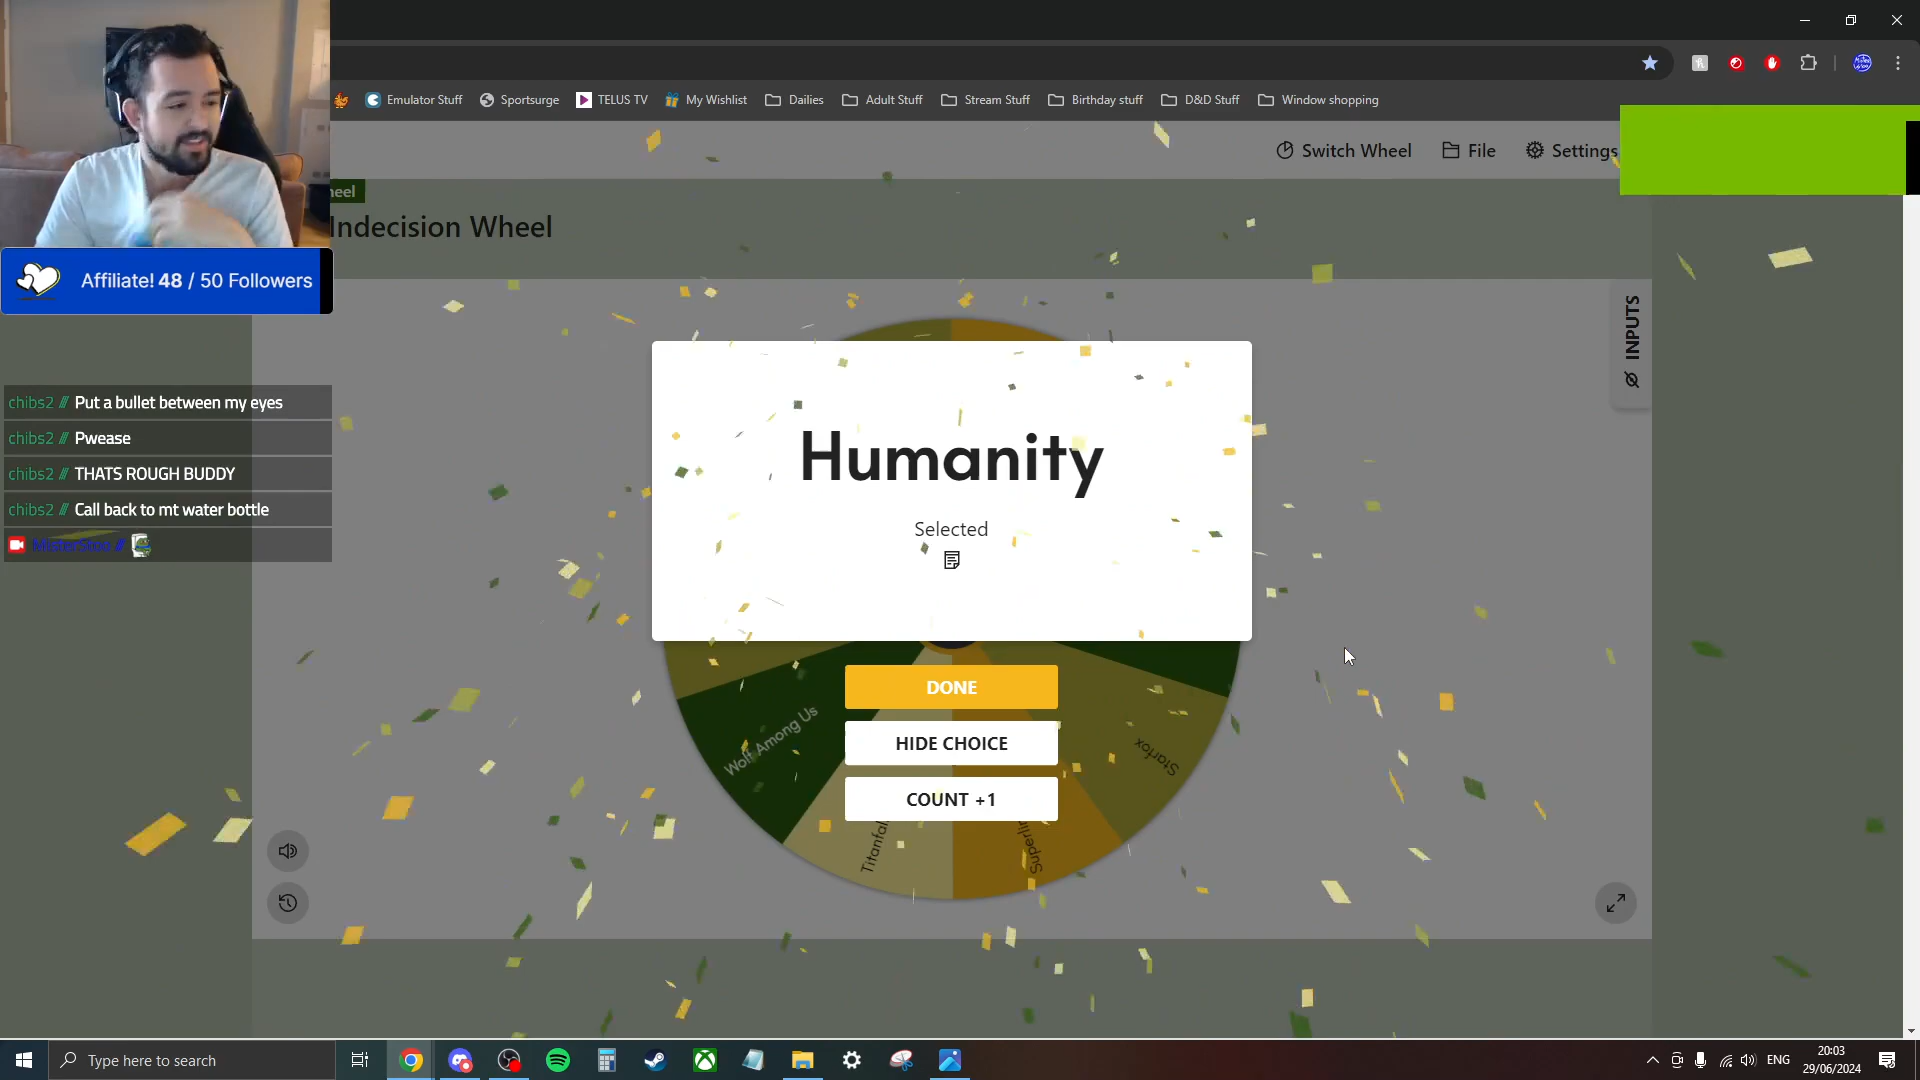 Emulator Stuff
Sportsurge
TELUS TV
My Wishlist
Dailies
Adult Stuff
Stream Stuff
Birthday stuff
D&D Stuff
Window shopping
Switch Wheel
File
Settings
heel
Indecision Wheel
Affiliate! 48 / 50 Followers
INPUTS
chibs2 // Put a bullet between my eyes
chibs2 // Pwease
chibs2 // THATS ROUGH BUDDY
chibs2 // Call back to mt water bottle
Humanity
Selected
DONE
HIDE CHOICE
COUNT +1
Wolf Among Us
Starfox
Type here to search
ENG
20:03
29/06/2024